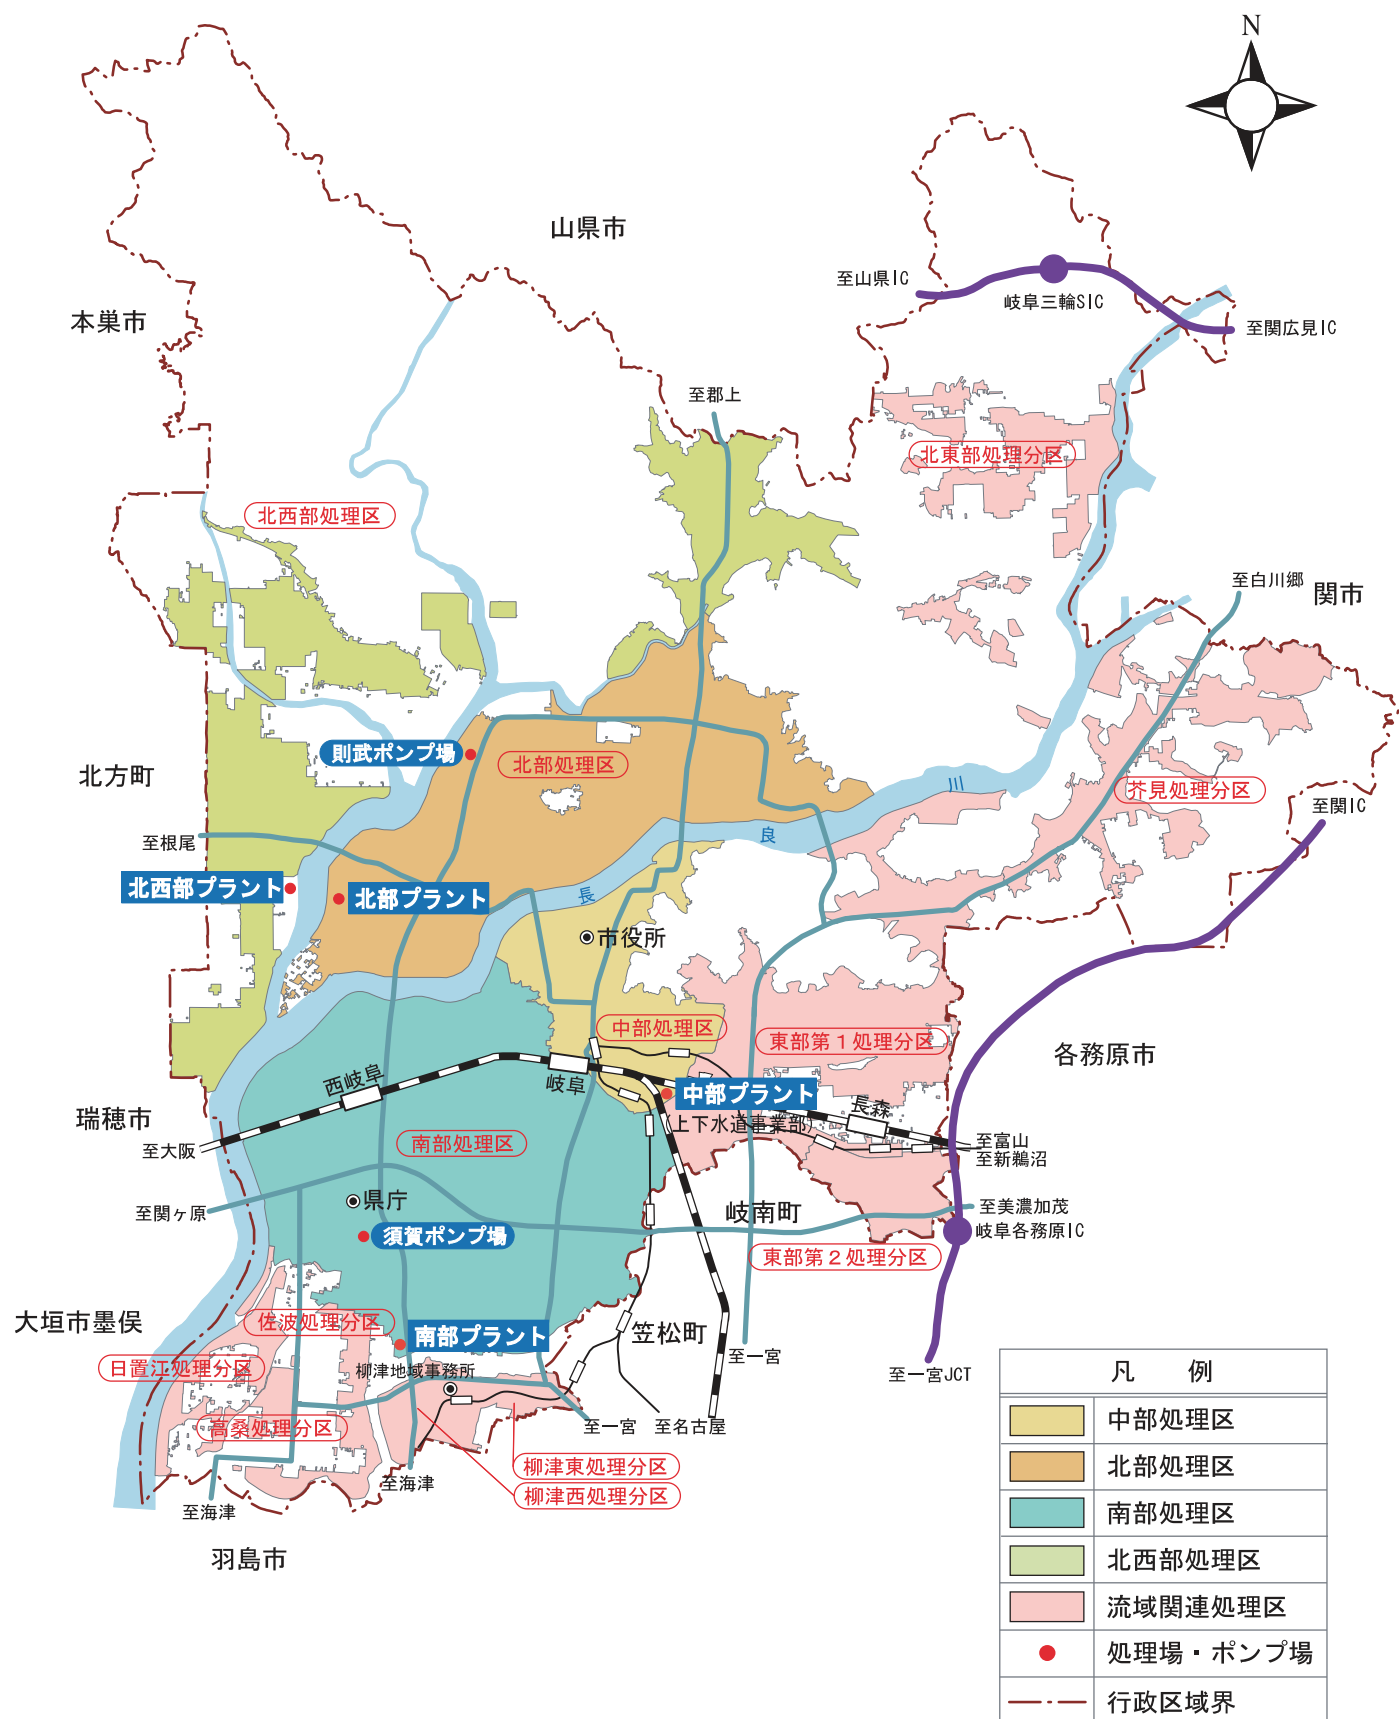 N
山県市
至山県IC
岐阜三輪SIC
本巣市
至関広見IC
至郡上
北東部処理分区
北西部処理区
至白川郷
関市
則武ポンプ場
北部処理区
北方町
川
芥見処理分区
至関IC
良
至根尾
北西部プラント
北部プラント
長
市役所
中部処理区
東部第1処理分区
各務原市
西岐阜
岐阜
中部プラント
(上下水道事業部)
長森
瑞穂市
至大阪
南部処理区
至富山
至新鵜沼
県庁
岐南町
至美濃加茂
至関ヶ原
岐阜各務原IC
須賀ポンプ場
東部第2処理分区
大垣市墨俣
佐波処理分区
南部プラント
笠松町
日置江処理分区
柳津地域事務所
至一宮
至一宮JCT
高桑処理分区
至一宮
至名古屋
柳津東処理分区
至海津
柳津西処理分区
至海津
羽島市
凡 例
中部処理区
北部処理区
南部処理区
北西部処理区
流域関連処理区
処理場・ポンプ場
行政区域界